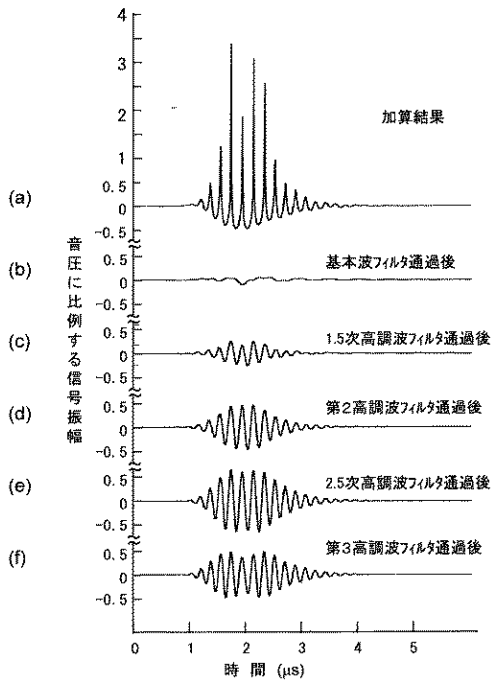 4
3
2
加算結果
1
0.5
(a)
0
-0.5
音圧に比例する信号振幅
0.5
基本波フィルタ通過後
(b)
0
-0.5
0.5
1.5次高調波フィルタ通過後
(c)
0
-0.5
0.5
第2高調波フィルタ通過後
(d)
0
-0.5
0.5
2.5次高調波フィルタ通過後
(e)
0
-0.5
0.5
第3高調波フィルタ通過後
(f)
0
-0.5
0 1 2 3 4 5
時間 (μs)